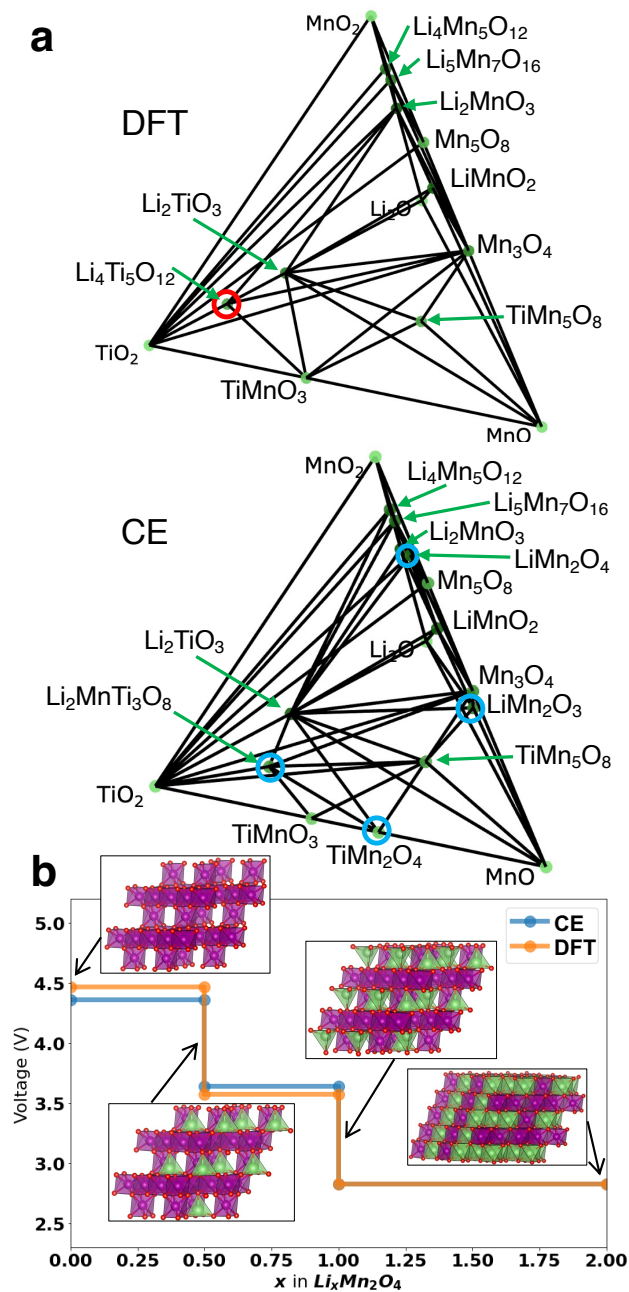 a
MnO₂
Li₄Mn₅O₁₂
Li₅Mn₇O₁₆
DFT
Li₂MnO₃
Mn₅O₈
LiMnO₂
Li₂TiO₃
Li₂O
Mn₃O₄
Li₄Ti₅O₁₂
TiMn₅O₈
TiO₂
TiMnO₃
MnO
MnO₂
Li₄Mn₅O₁₂
CE
Li₅Mn₇O₁₆
Li₂MnO₃
LiMn₂O₄
Mn₅O₈
LiMnO₂
Li₂TiO₃
Li₂O
Mn₃O₄
Li₂MnTi₃O₈
LiMn₂O₃
TiMn₅O₈
TiO₂
TiMnO₃
TiMn₂O₄
MnO
b
CE
DFT
5.0
4.5
4.0
3.5
3.0
2.5
Voltage (V)
0.00 0.25 0.50 0.75 1.00 1.25 1.50 1.75 2.00
x in LiₓMn₂O₄